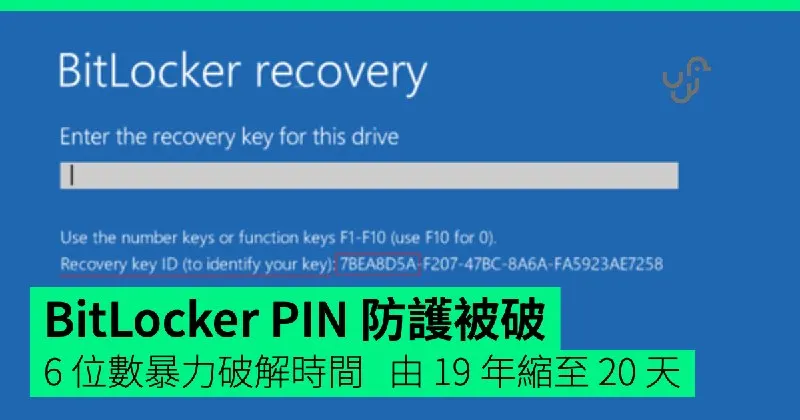 BitLocker recovery
Enter the recovery key for this drive
Use the number keys or function keys F1-F10 (use F10 for 0).
Recovery key ID (to identify your key): 7BEA8D5A-F207-47BC-8A6A-FA5923AE7258
BitLocker PIN 防護被破
6 位數暴力破解時間 由 19 年縮至 20 天